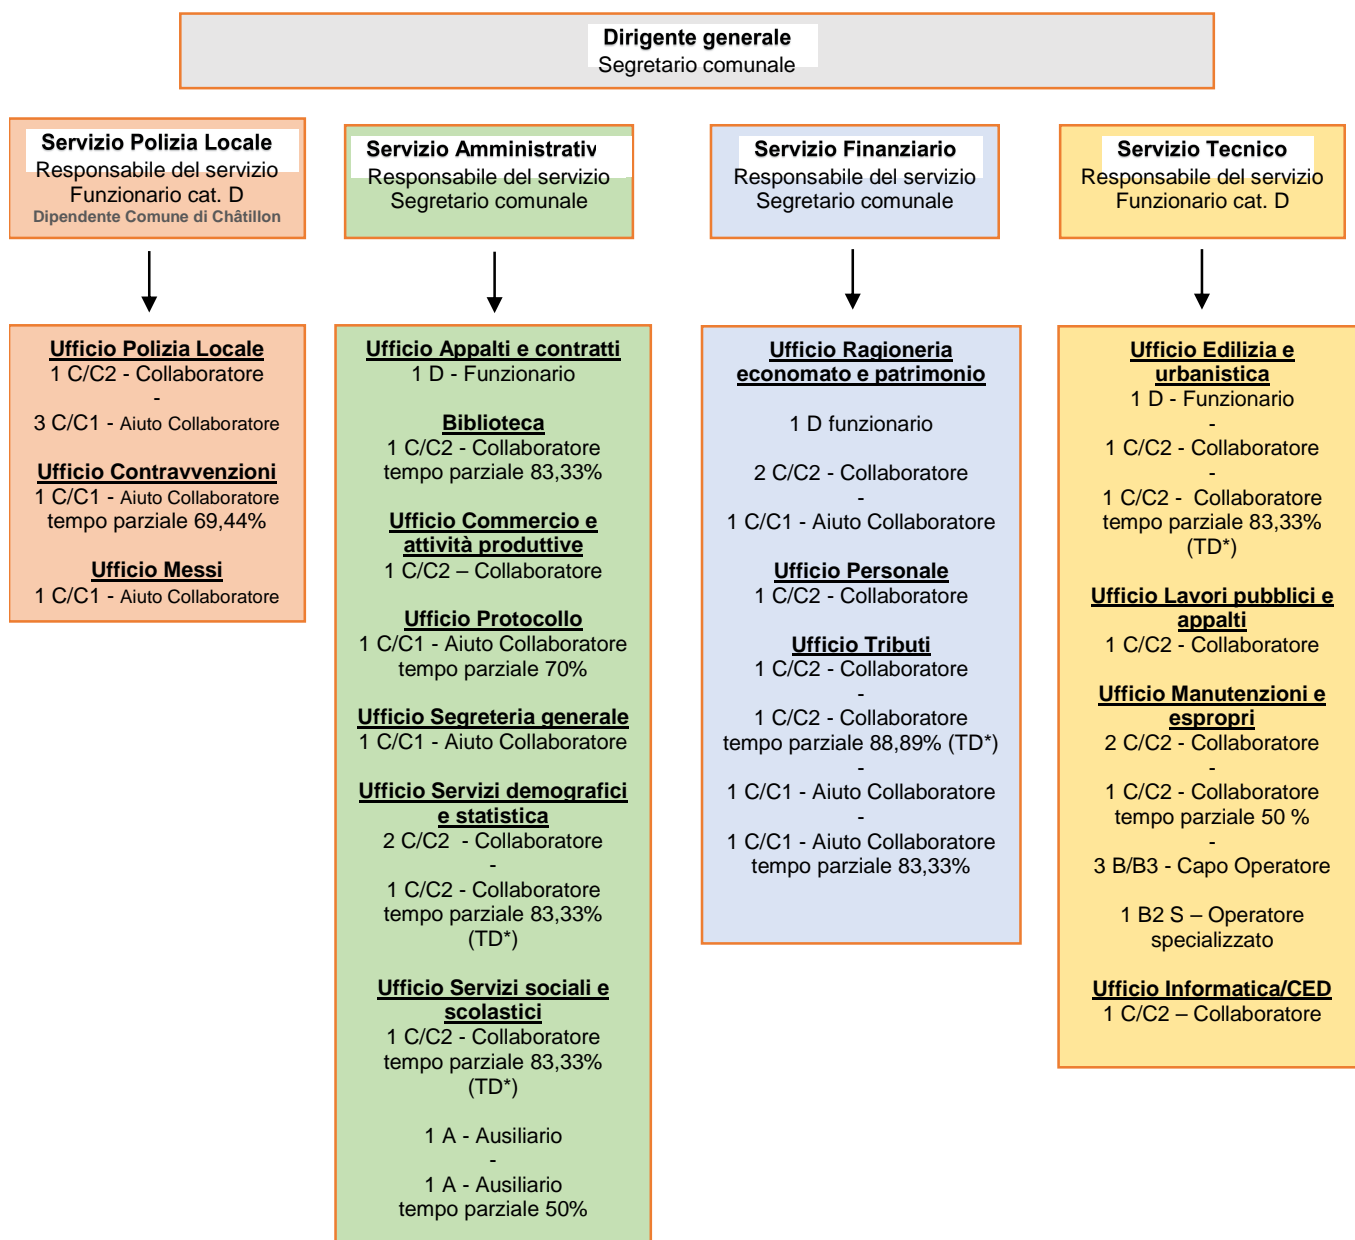 Dirigente generale
Segretario comunale
Servizio Polizia Locale
Responsabile del servizio
Funzionario cat. D
Dipendente Comune di Châtillon
Servizio Amministrativ
Responsabile del servizio
Segretario comunale
Servizio Finanziario
Responsabile del servizio
Segretario comunale
Servizio Tecnico
Responsabile del servizio
Funzionario cat. D
Ufficio Polizia Locale
1 C/C2 - Collaboratore
-
3 C/C1 - Aiuto Collaboratore
Ufficio Contravvenzioni
1 C/C1 - Aiuto Collaboratore
tempo parziale 69,44%
Ufficio Messi
1 C/C1 - Aiuto Collaboratore
Ufficio Appalti e contratti
1 D - Funzionario
Biblioteca
1 C/C2 - Collaboratore
tempo parziale 83,33%
Ufficio Commercio e
attività produttive
1 C/C2 – Collaboratore
Ufficio Protocollo
1 C/C1 - Aiuto Collaboratore
tempo parziale 70%
Ufficio Segreteria generale
1 C/C1 - Aiuto Collaboratore
Ufficio Servizi demografici
e statistica
2 C/C2 - Collaboratore
-
1 C/C2 - Collaboratore
tempo parziale 83,33%
(TD*)
Ufficio Servizi sociali e
scolastici
1 C/C2 - Collaboratore
tempo parziale 83,33%
(TD*)
1 A - Ausiliario
-
1 A - Ausiliario
tempo parziale 50%
Ufficio Ragioneria
economato e patrimonio
1 D funzionario
2 C/C2 - Collaboratore
-
1 C/C1 - Aiuto Collaboratore
Ufficio Personale
1 C/C2 - Collaboratore
Ufficio Tributi
1 C/C2 - Collaboratore
-
1 C/C2 - Collaboratore
tempo parziale 88,89% (TD*)
-
1 C/C1 - Aiuto Collaboratore
-
1 C/C1 - Aiuto Collaboratore
tempo parziale 83,33%
Ufficio Edilizia e
urbanistica
1 D - Funzionario
-
1 C/C2 - Collaboratore
-
1 C/C2 - Collaboratore
tempo parziale 83,33%
(TD*)
Ufficio Lavori pubblici e
appalti
1 C/C2 - Collaboratore
Ufficio Manutenzioni e
espropri
2 C/C2 - Collaboratore
-
1 C/C2 - Collaboratore
tempo parziale 50 %
-
3 B/B3 - Capo Operatore
1 B2 S – Operatore
specializzato
Ufficio Informatica/CED
1 C/C2 – Collaboratore